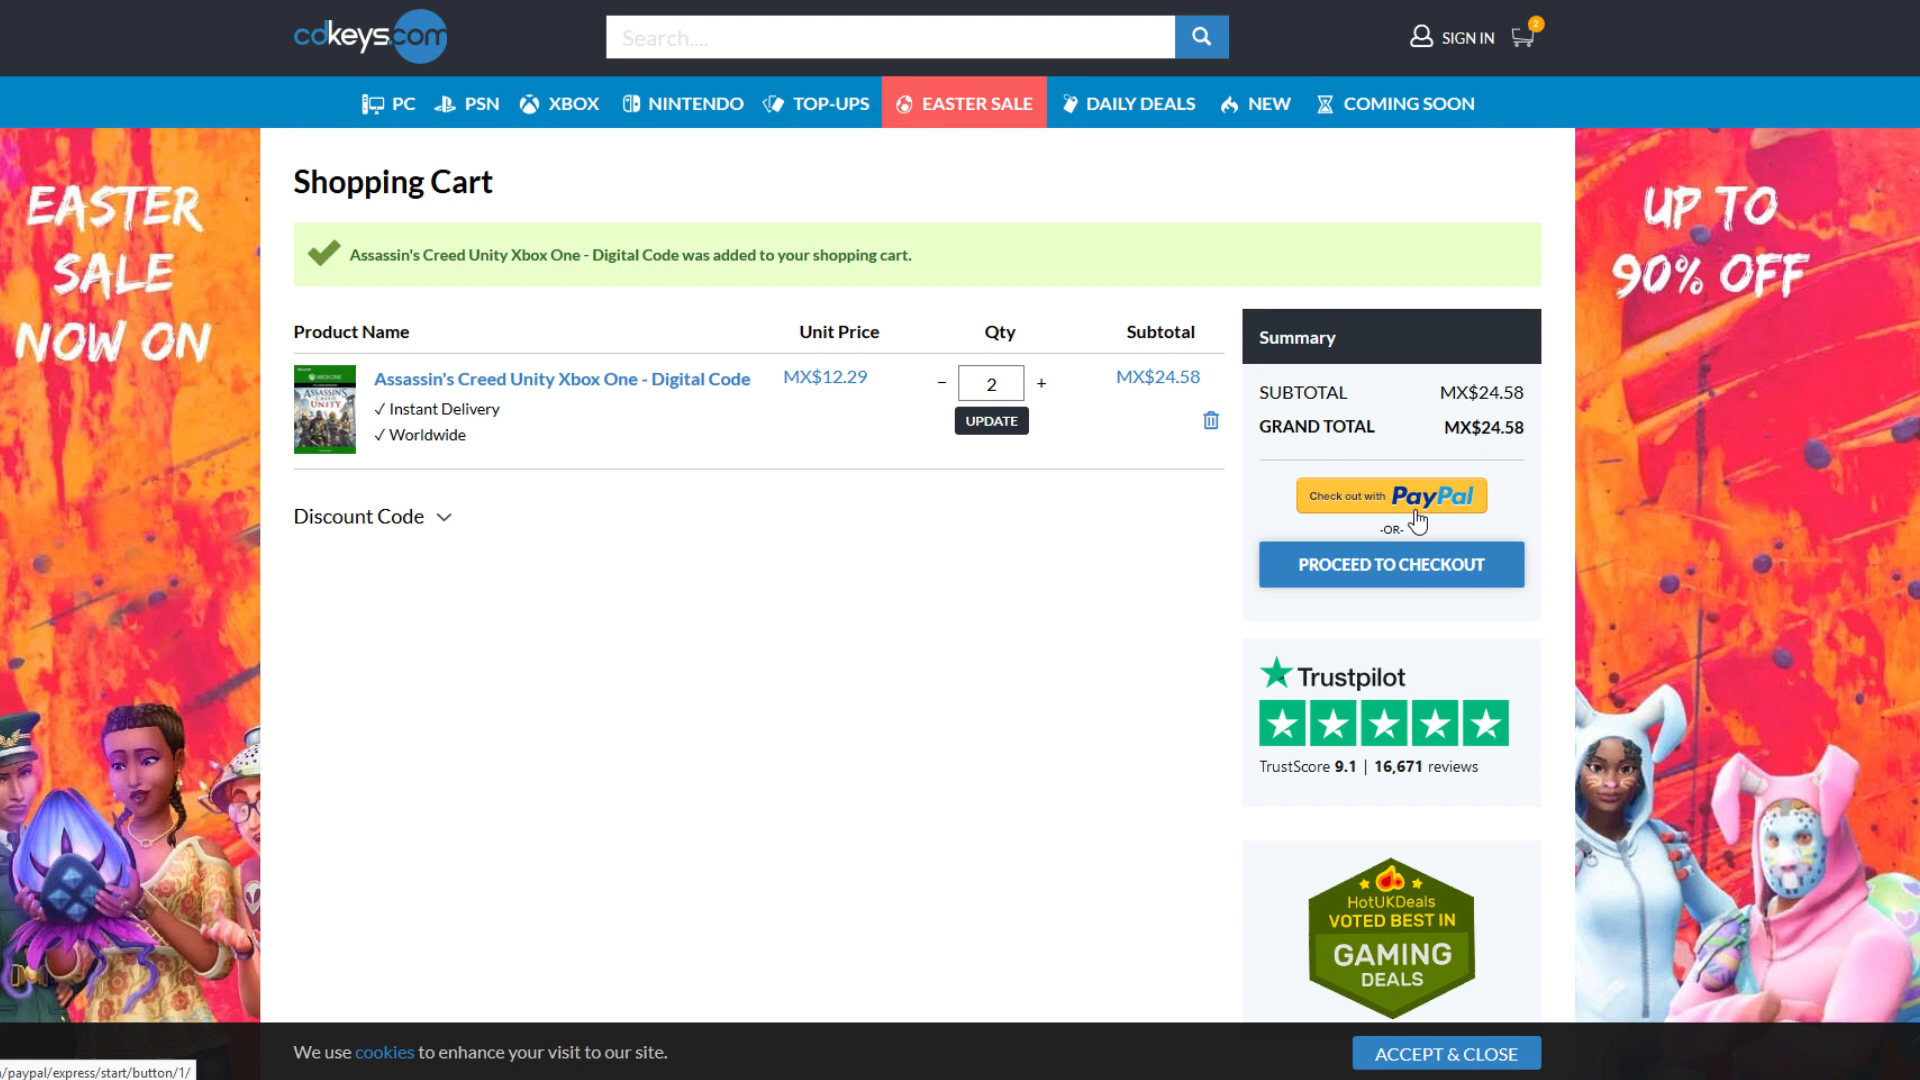 cdkeys.com
Search....
SIGN IN
2
PC
PSN
XBOX
NINTENDO
TOP-UPS
EASTER SALE
DAILY DEALS
NEW
COMING SOON
EASTER
SALE
NOW ON
UP TO
90% OFF
Shopping Cart
Assassin's Creed Unity Xbox One - Digital Code was added to your shopping cart.
Product Name
Unit Price
Qty
Subtotal
XBOX ONE
ASSASSIN'S
CREED
UNITY
Assassin's Creed Unity Xbox One - Digital Code
MX$12.29
- 2 +
MX$24.58
✓ Instant Delivery
UPDATE
✓ Worldwide
Discount Code
Summary
SUBTOTAL MX$24.58
GRAND TOTAL MX$24.58
Check out with PayPal
-OR-
PROCEED TO CHECKOUT
Trustpilot
TrustScore 9.1 | 16,671 reviews
HotUKDeals
VOTED BEST IN
GAMING
DEALS
We use cookies to enhance your visit to our site.
ACCEPT & CLOSE
/paypal/express/start/button/1/